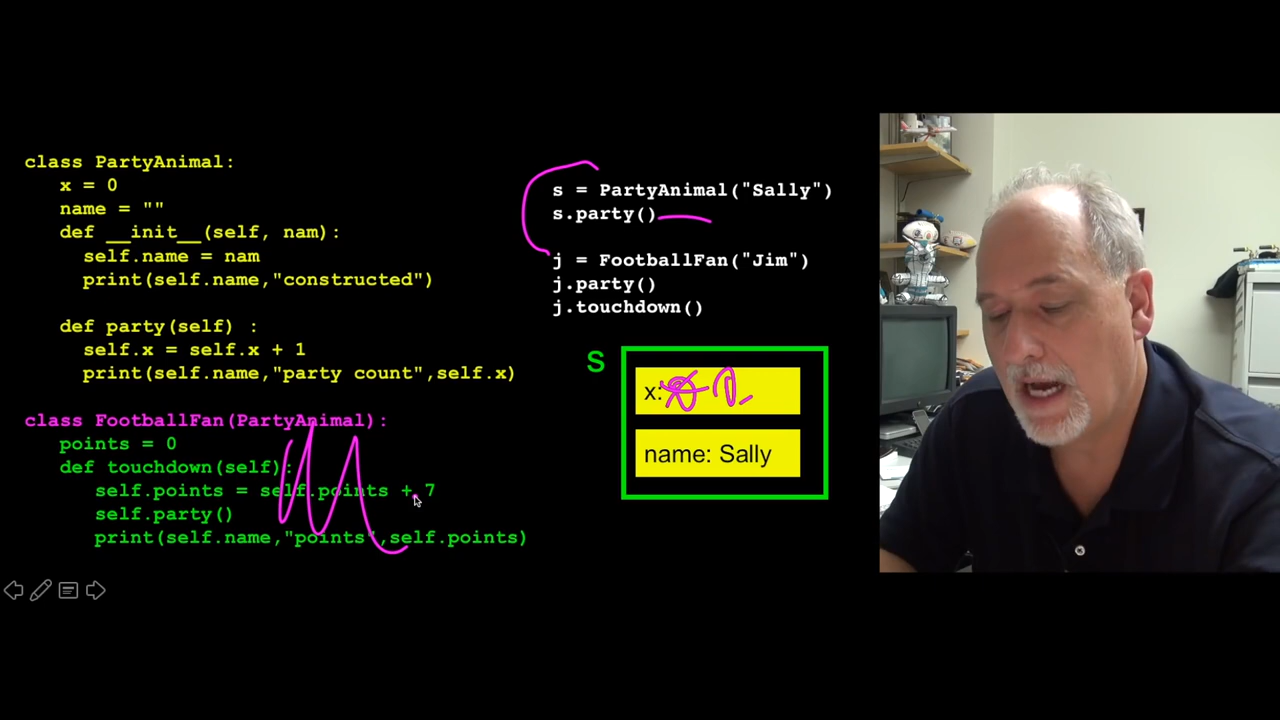 class PartyAnimal:
x = 0
name = ""
def __init__(self, nam):
self.name = nam
print(self.name,"constructed")
def party(self) :
self.x = self.x + 1
print(self.name,"party count",self.x)
class FootballFan(PartyAnimal):
points = 0
def touchdown(self):
self.points = self.points + 7
self.party()
print(self.name,"points",self.points)
s = PartyAnimal("Sally")
s.party()
j = FootballFan("Jim")
j.party()
j.touchdown()
S
x:
name: Sally